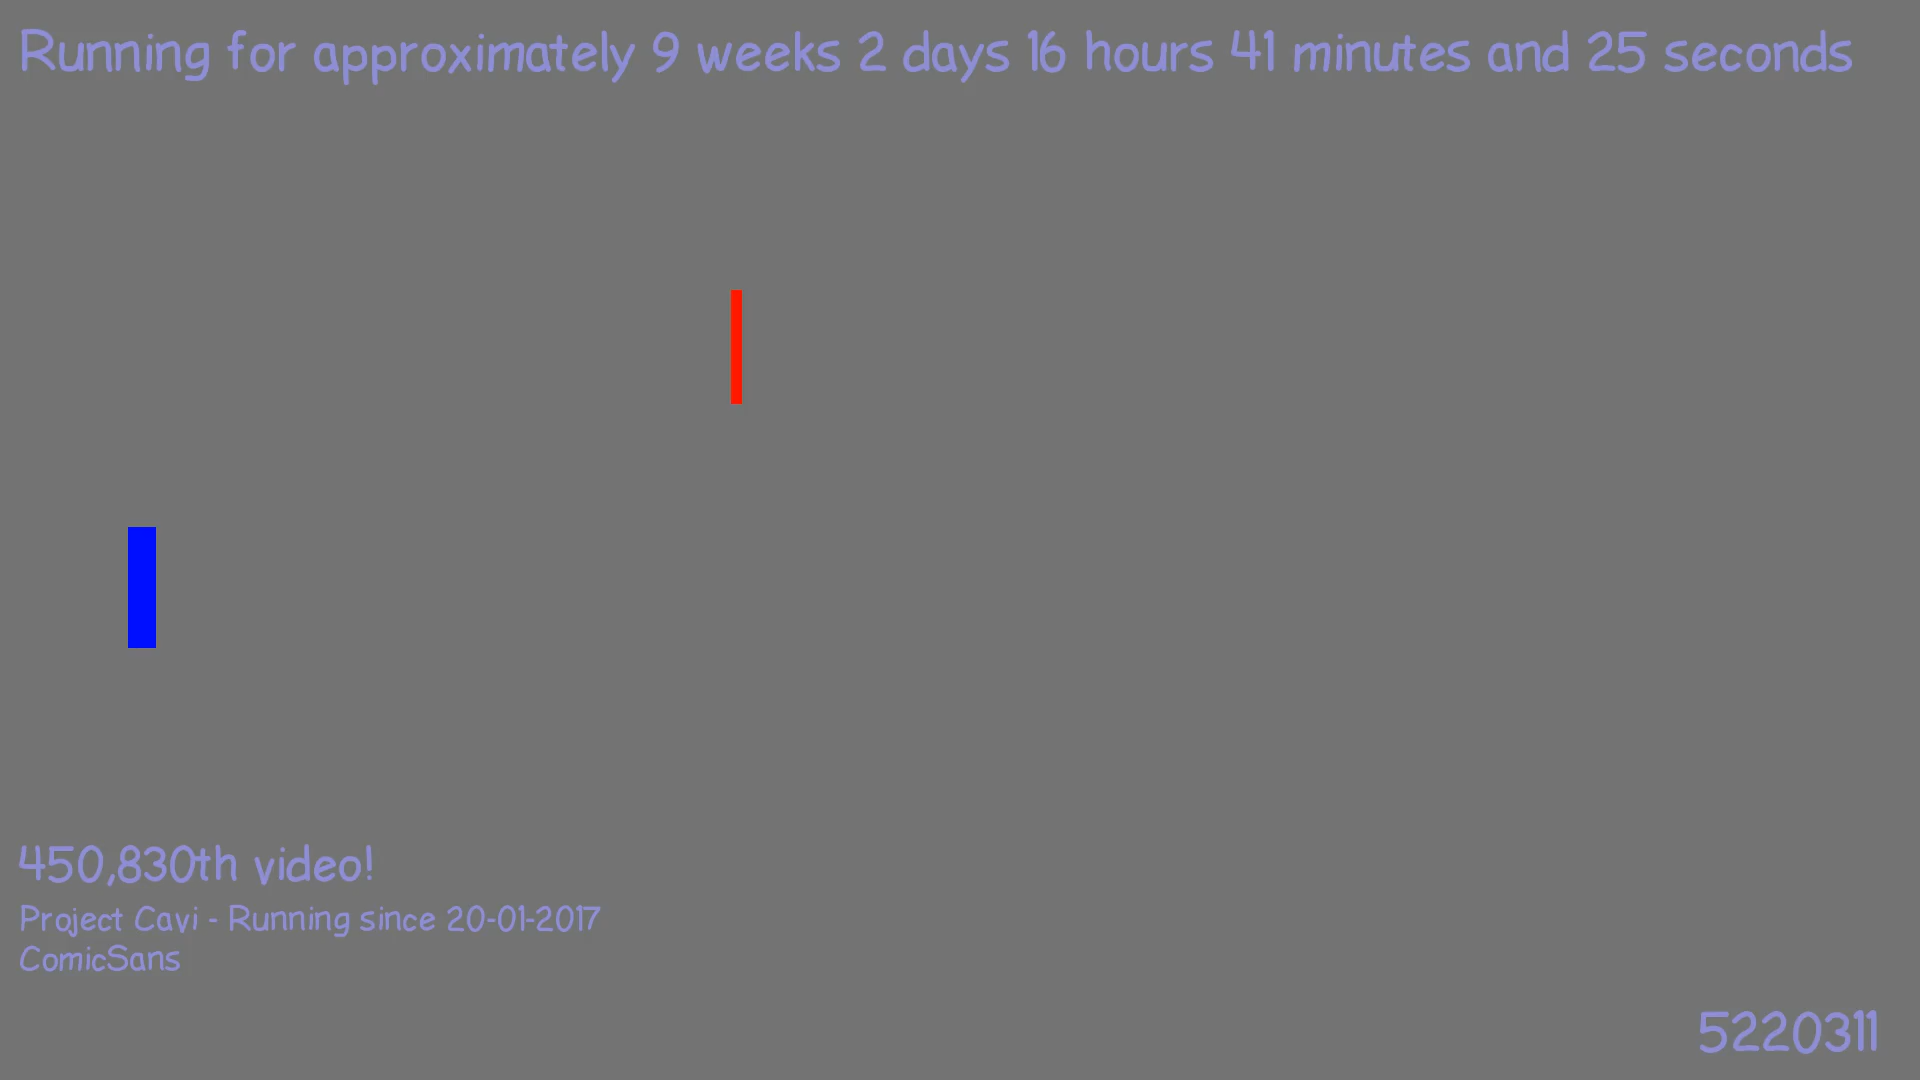 Running for approximately 9 weeks 2 days 16 hours 41 minutes and 25 seconds
450,830th video!
Project Cavi - Running since 20-01-2017
ComicSans
5220311